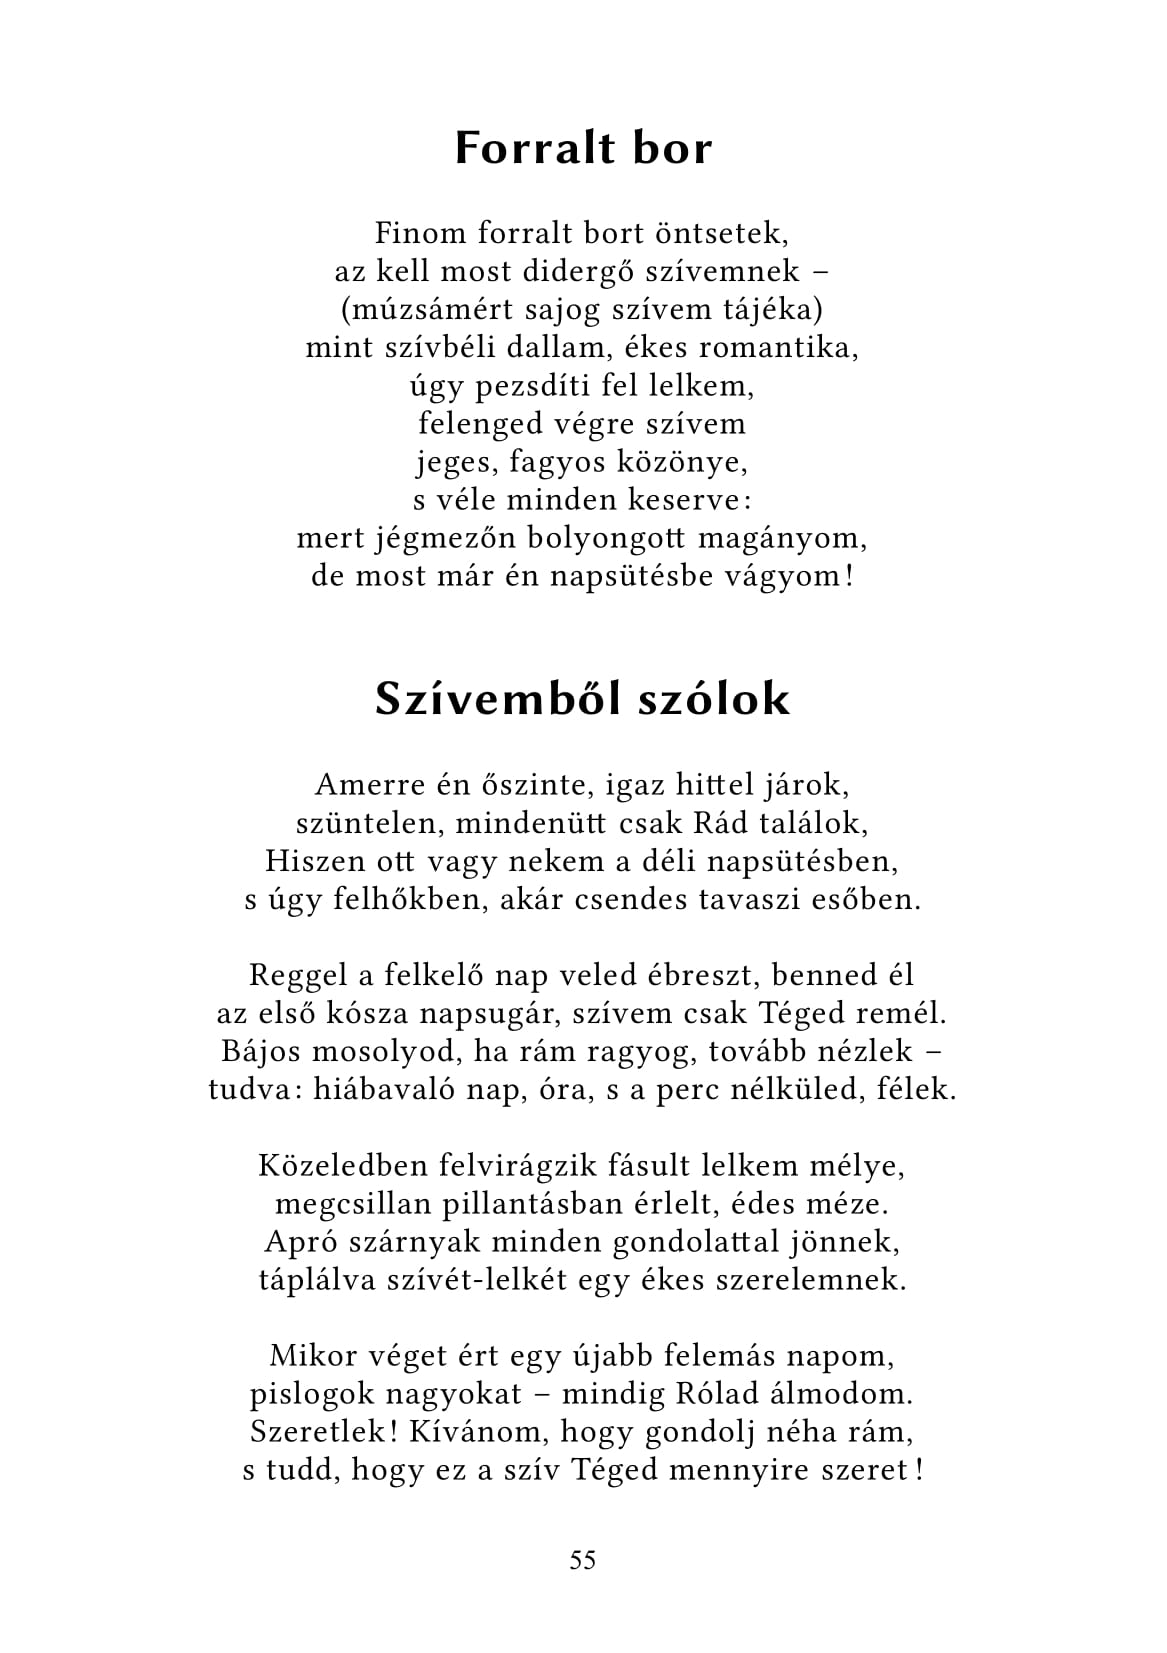 Forralt bor
Finom forralt bort öntsetek,
az kell most didergő szívemnek –
(múzsámért sajog szívem tájéka)
mint szívbéli dallam, ékes romantika,
úgy pezsdíti fel lelkem,
felenged végre szívem
jeges, fagyos közönye,
s véle minden keserve:
mert jégmezőn bolyongott magányom,
de most már én napsütésbe vágyom!
Szívemből szólok
Amerre én őszinte, igaz hittel járok,
szüntelen, mindenütt csak Rád találok,
Hiszen ott vagy nekem a déli napsütésben,
s úgy felhőkben, akár csendes tavaszi esőben.
Reggel a felkelő nap veled ébreszt, benned él
az első kósza napsugár, szívem csak Téged remél.
Bájos mosolyod, ha rám ragyog, tovább nézlek –
tudva: hiábavaló nap, óra, s a perc nélküled, félek.
Közeledben felvirágzik fásult lelkem mélye,
megcsillan pillantásban érlelt, édes méze.
Apró szárnyak minden gondolattal jönnek,
táplálva szívét-lelkét egy ékes szerelemnek.
Mikor véget ért egy újabb felemás napom,
pislogok nagyokat – mindig Rólad álmodom.
Szeretlek! Kívánom, hogy gondolj néha rám,
s tudd, hogy ez a szív Téged mennyire szeret!
55